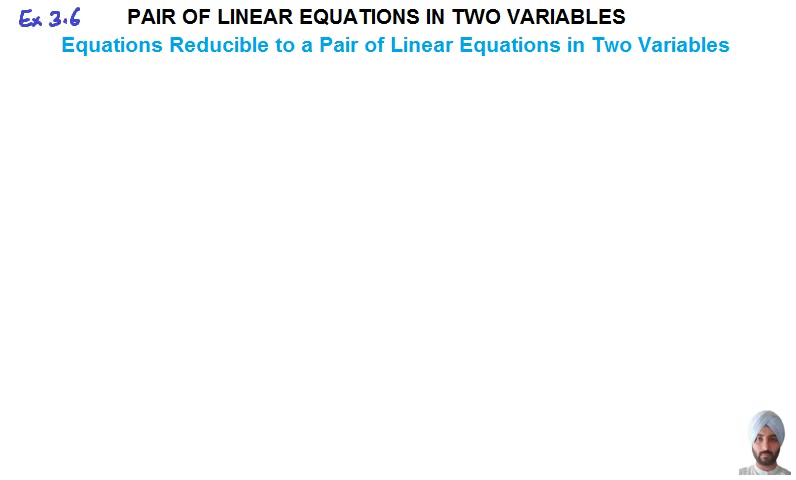 Ex 3.6 PAIR OF LINEAR EQUATIONS IN TWO VARIABLES
Equations Reducible to a Pair of Linear Equations in Two Variables